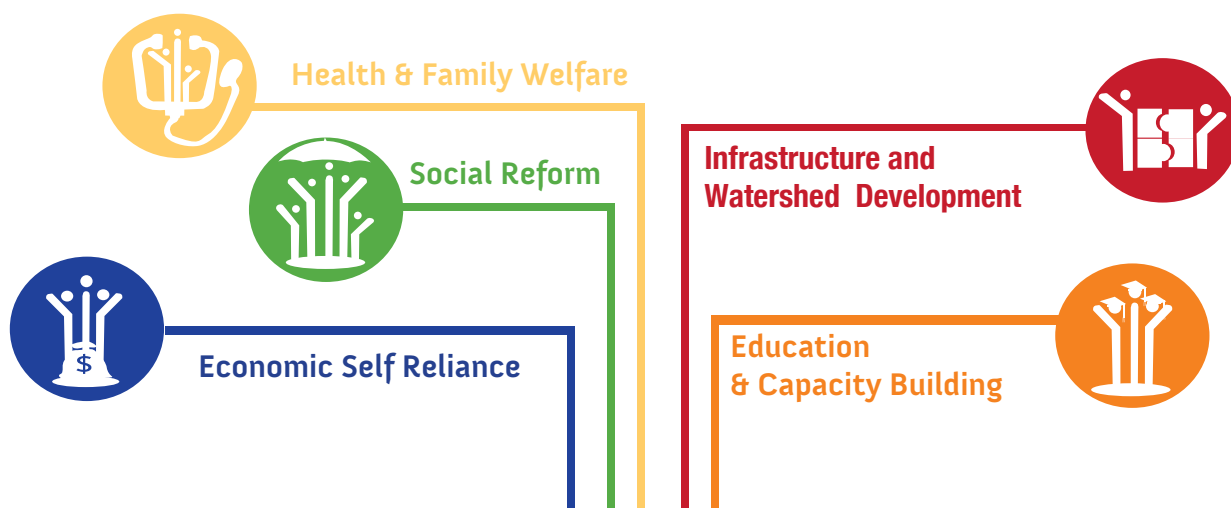 Health & Family Welfare
Social Reform
Infrastructure and
Watershed Development
Economic Self Reliance
$
Education
& Capacity Building